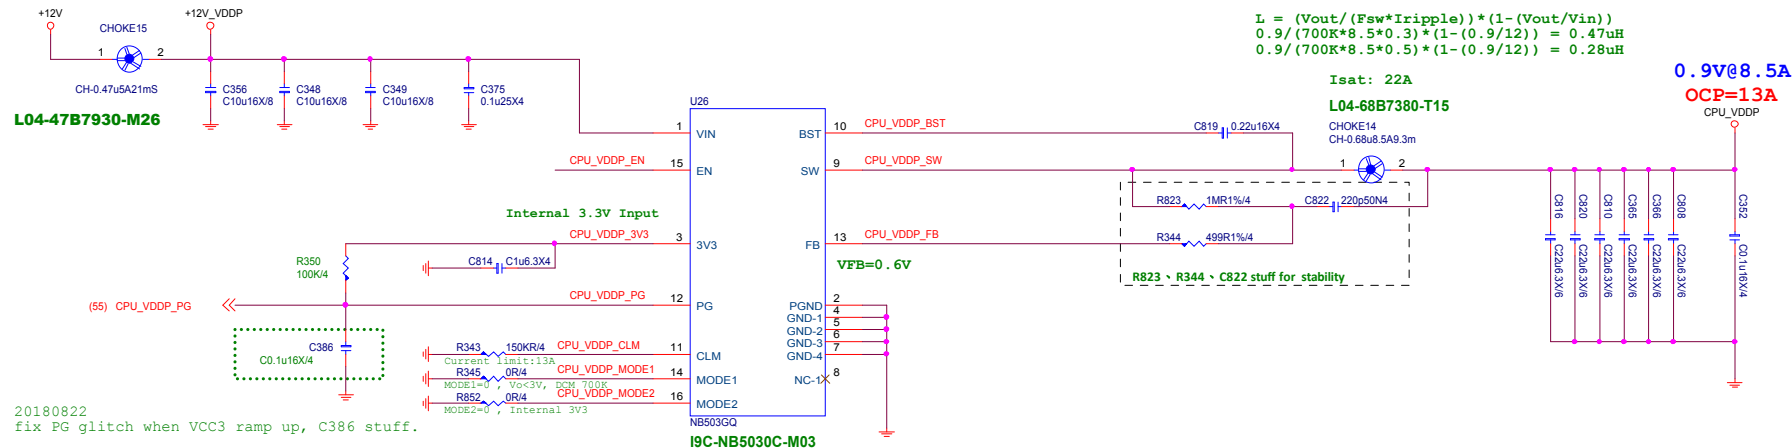 +12V
+12V_VDDP
CHOKE15
1
2
CH-0.47u5A21mS
L04-47B7930-M26
C356
C10u16X/8
C348
C10u16X/8
C349
C10u16X/8
C375
0.1u25X4
L = (Vout/(Fsw*Iripple))*(1-(Vout/Vin))
0.9/(700K*8.5*0.3)*(1-(0.9/12)) = 0.47uH
0.9/(700K*8.5*0.5)*(1-(0.9/12)) = 0.28uH
Isat: 22A
L04-68B7380-T15
CHOKE14
CH-0.68u8.5A9.3m
1
2
0.9V@8.5A
OCP=13A
CPU_VDDP
U26
1
VIN
CPU_VDDP_EN
15
EN
Internal 3.3V Input
CPU_VDDP_3V3
3
3V3
C814
C1u6.3X4
R350
100K/4
(55) CPU_VDDP_PG
CPU_VDDP_PG
12
PG
C386
C0.1u16X/4
R343
150KR/4
CPU_VDDP_CLM
11
CLM
Current limit:13A
R345
0R/4
CPU_VDDP_MODE1
14
MODE1
MODE1=0 , Vo<3V, DCM 700K
R852
0R/4
CPU_VDDP_MODE2
16
MODE2
MODE2=0 , Internal 3V3
20180822
fix PG glitch when VCC3 ramp up, C386 stuff.
BST
10
CPU_VDDP_BST
C819
0.22u16X4
SW
9
CPU_VDDP_SW
FB
13
CPU_VDDP_FB
VFB=0.6V
R823
1MR1%/4
C822
220p50N4
R344
499R1%/4
R823、R344、C822 stuff for stability
PGND
2
GND-1
4
GND-2
5
GND-3
6
GND-4
7
NC-1
8
NB503GQ
I9C-NB5030C-M03
C816
C22u6.3X/6
C820
C22u6.3X/6
C810
C22u6.3X/6
C365
C22u6.3X/6
C366
C22u6.3X/6
C808
C22u6.3X/6
C352
C0.1u16X/4